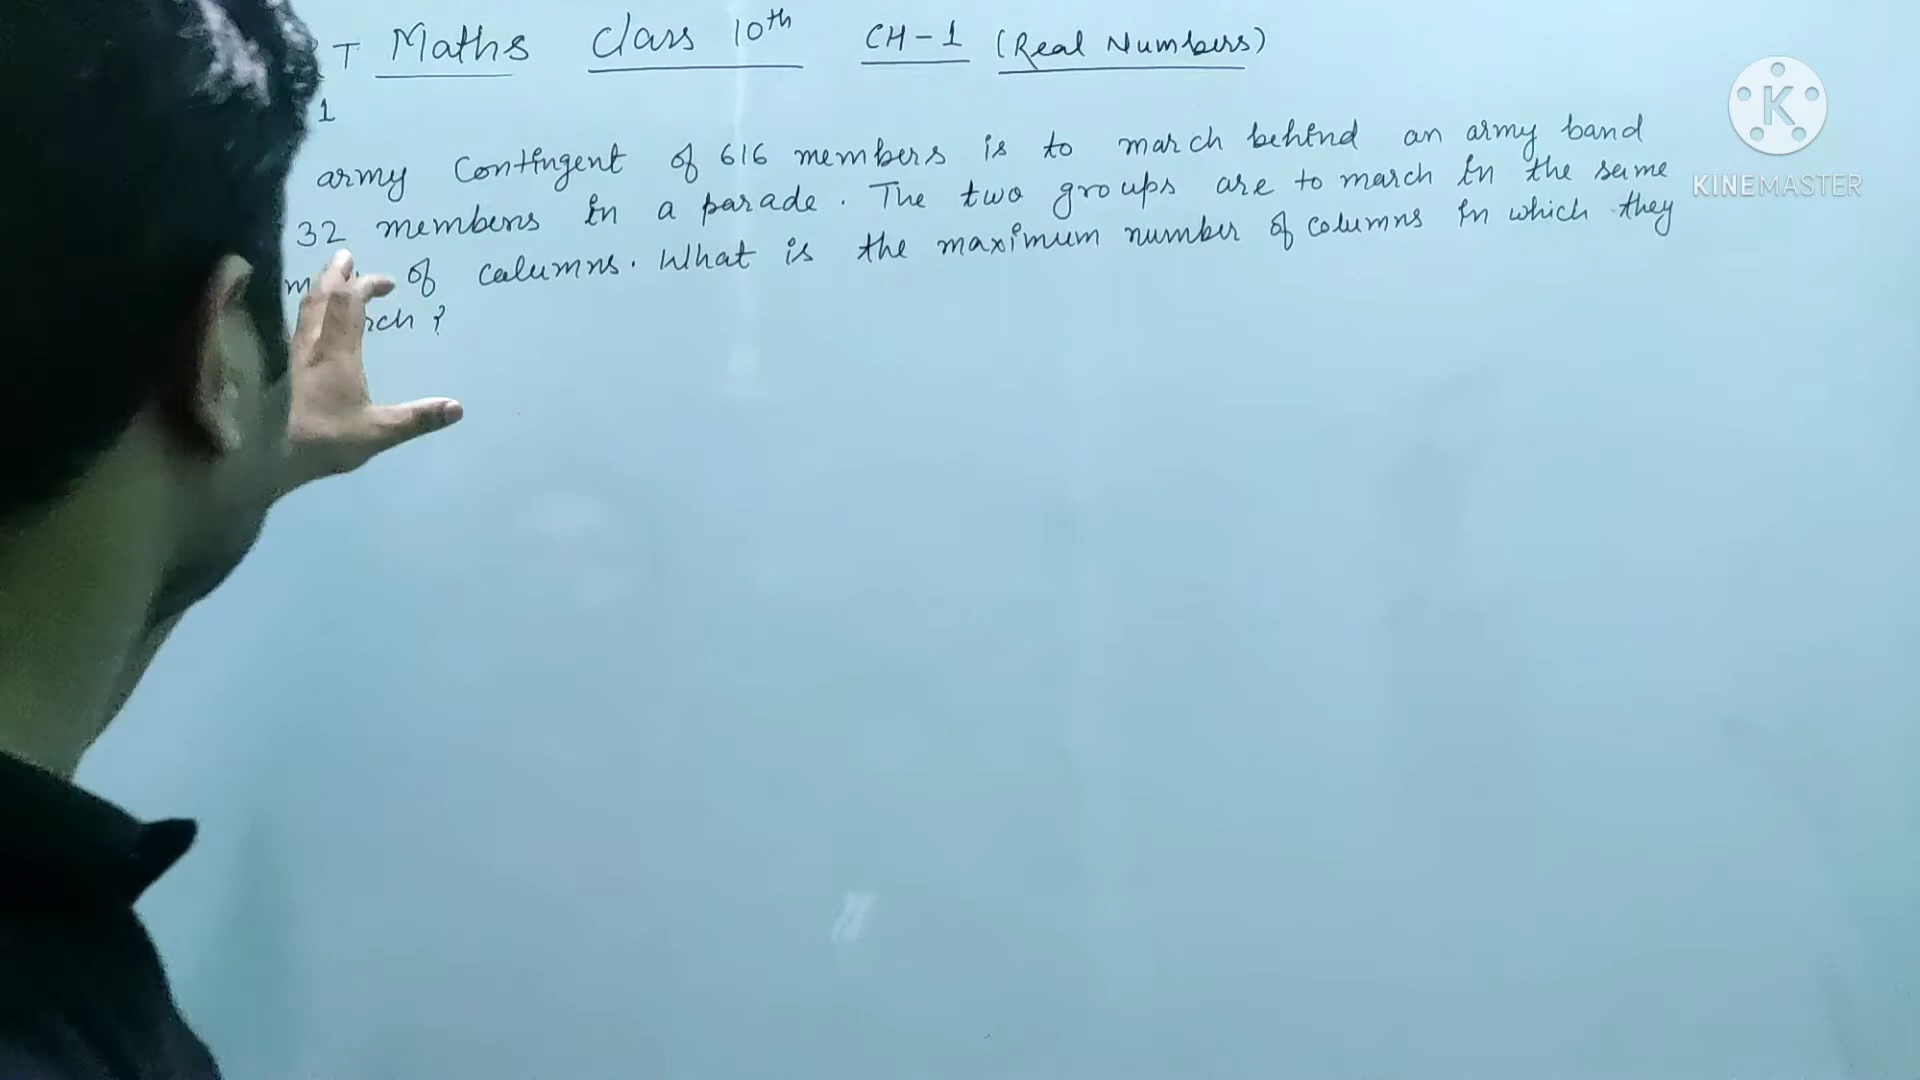 T Maths Class 10th CH-1 (Real Numbers)
1
army contingent of 616 members is to march behind an army band
32 members in a parade. The two groups are to march in the same
of columns. What is the maximum number of columns in which they
rch?
K
KINEMASTER